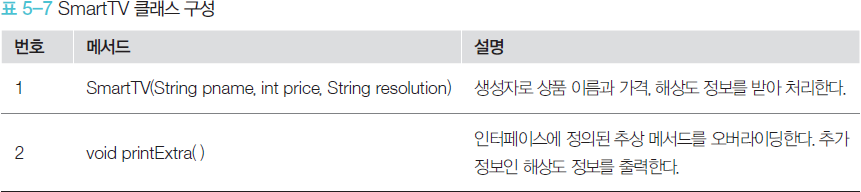 표 5-7 SmartTV 클래스 구성
번호 메서드 설명
1 SmartTV(String pname, int price, String resolution) 생성자로 상품 이름과 가격, 해상도 정보를 받아 처리한다.
2 void printExtra( ) 인터페이스에 정의된 추상 메서드를 오버라이딩한다. 추가
정보인 해상도 정보를 출력한다.